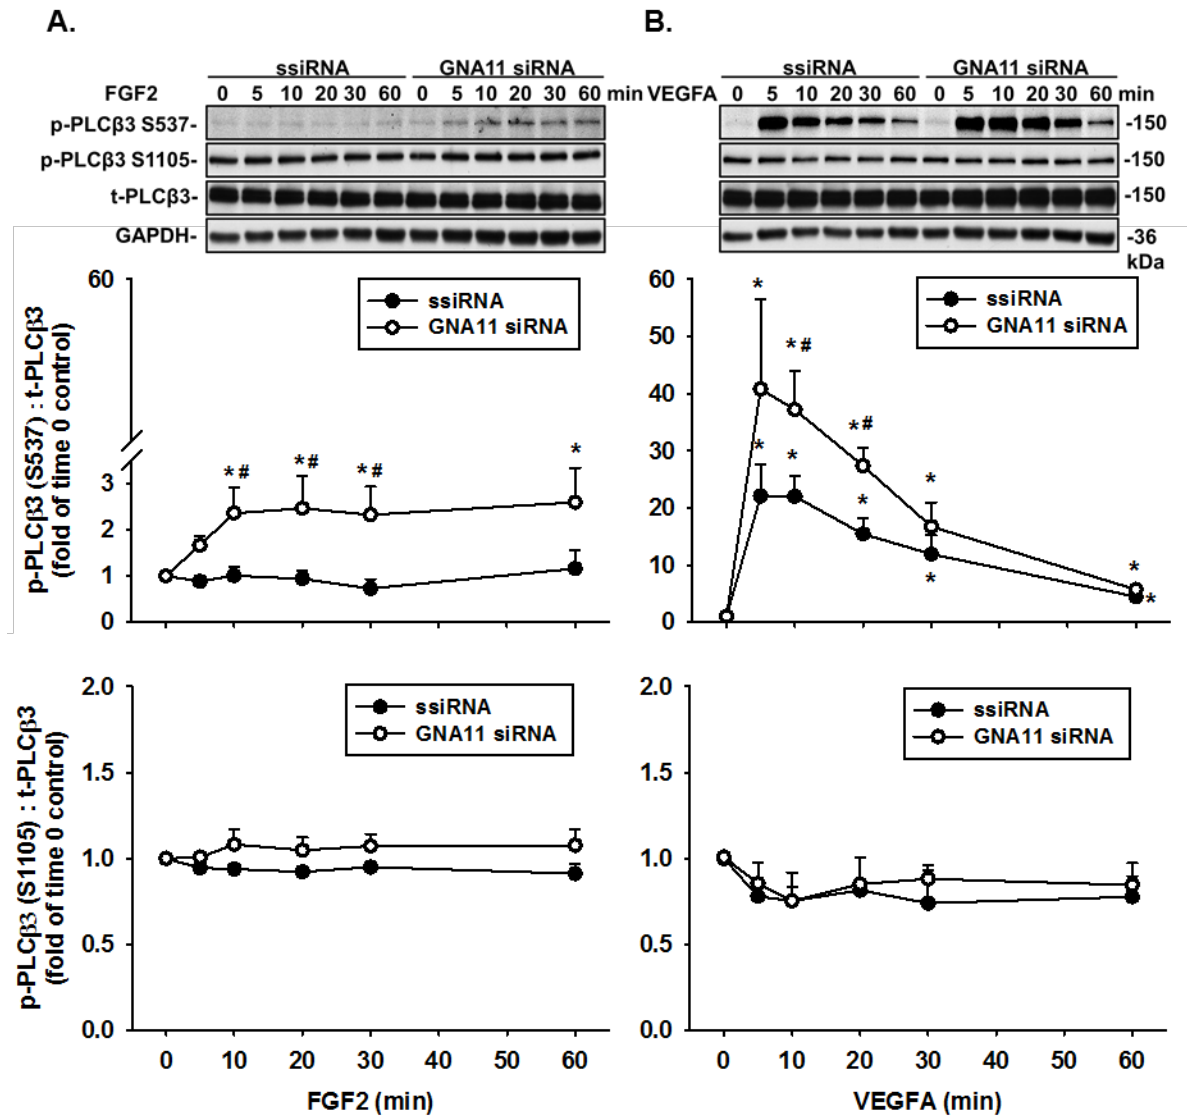 A.
B.
ssiRNA GNA11 siRNA
ssiRNA GNA11 siRNA
FGF2 0 5 10 20 30 60 0 5 10 20 30 60 min
VEGFA 0 5 10 20 30 60 0 5 10 20 30 60 min
p-PLCβ3 S537-
-150
p-PLCβ3 S1105-
-150
t-PLCβ3-
-150
GAPDH-
-36
kDa
p-PLCβ3 (S537) : t-PLCβ3
(fold of time 0 control)
60
3
2
1
0
ssiRNA
GNA11 siRNA
*#
*#
*#
*
60
50
40
30
20
10
0
ssiRNA
GNA11 siRNA
*
*#
*#
*
*
*
*
*
*
*
p-PLCβ3 (S1105) : t-PLCβ3
(fold of time 0 control)
2.0
1.5
1.0
0.5
0.0
ssiRNA
GNA11 siRNA
0 10 20 30 40 50 60
FGF2 (min)
2.0
1.5
1.0
0.5
0.0
ssiRNA
GNA11 siRNA
0 10 20 30 40 50 60
VEGFA (min)